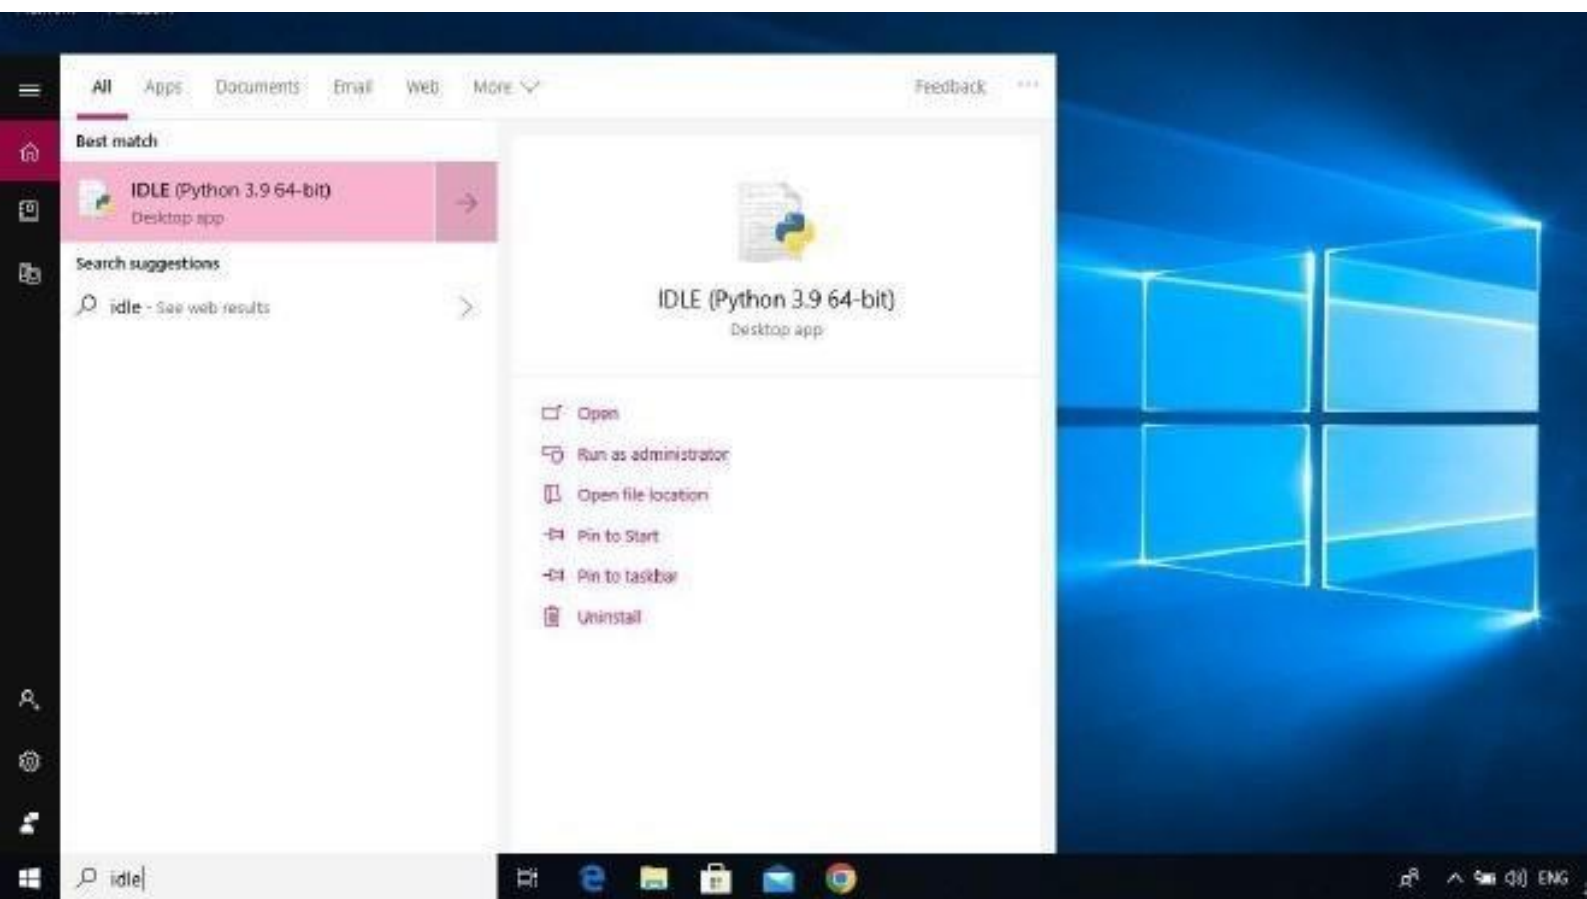 All Apps Documents Email Web More Feedback ...
Best match
IDLE (Python 3.9 64-bit)
Desktop app
Search suggestions
idle - See web results
IDLE (Python 3.9 64-bit)
Desktop app
Open
Run as administrator
Open file location
Pin to Start
Pin to taskbar
Uninstall
idle
ENG